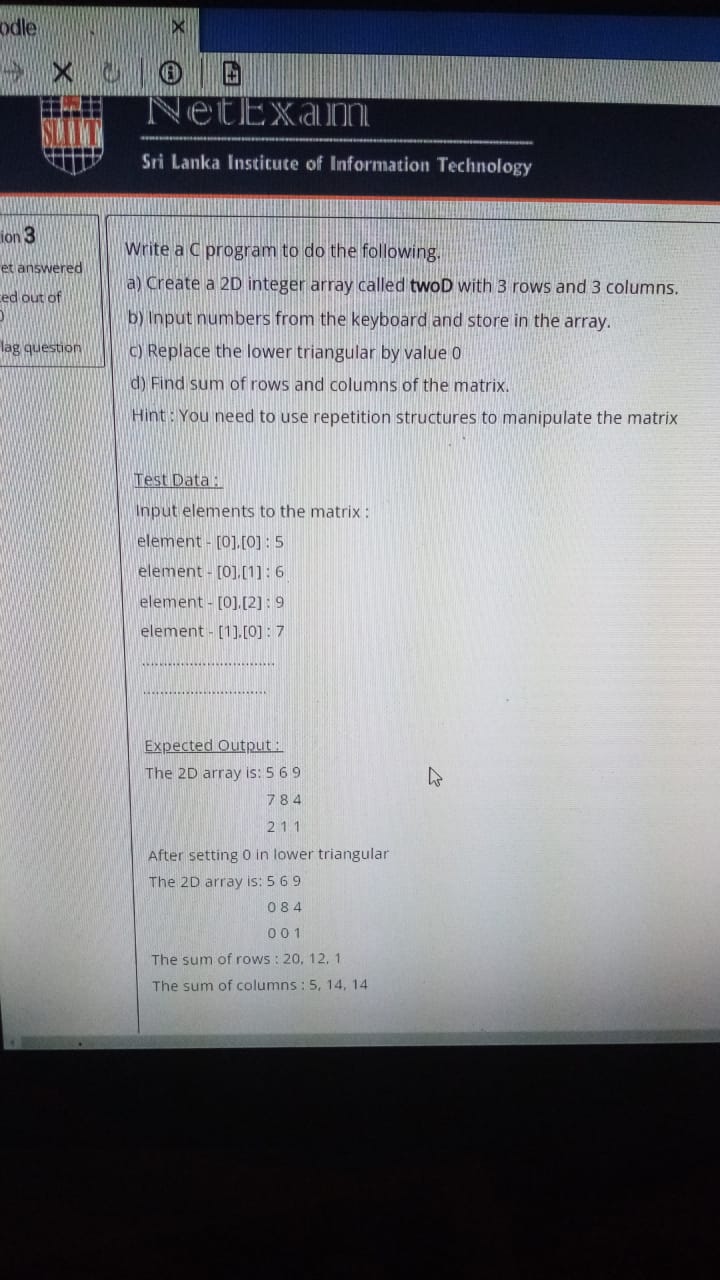 odle
NetExam
SLIIT
Sri Lanka Institute of Information Technology
ion 3
et answered
ed out of
lag question
Write a C program to do the following.
a) Create a 2D integer array called twoD with 3 rows and 3 columns.
b) Input numbers from the keyboard and store in the array.
c) Replace the lower triangular by value 0
d) Find sum of rows and columns of the matrix.
Hint : You need to use repetition structures to manipulate the matrix
Test Data :
Input elements to the matrix :
element - [0],[0] : 5
element - [0],[1] : 6
element - [0],[2] : 9
element - [1],[0] : 7
.................................
...............................
Expected Output :
The 2D array is: 5 6 9
7 8 4
2 1 1
After setting 0 in lower triangular
The 2D array is: 5 6 9
0 8 4
0 0 1
The sum of rows : 20, 12, 1
The sum of columns : 5, 14, 14